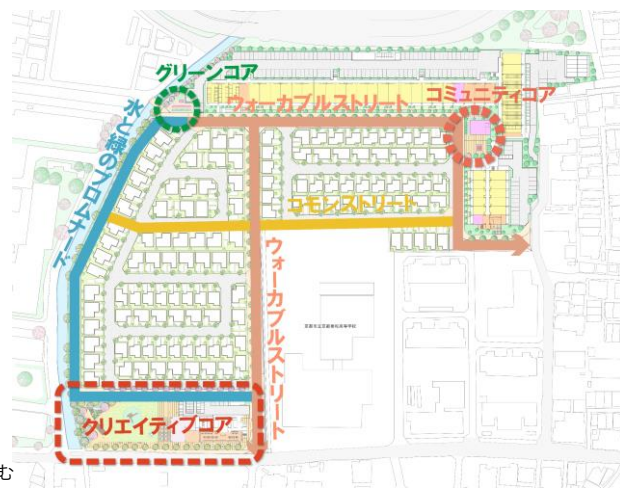 グリーンコア
ウォーカブルストリート
コミュニティコア
水と緑のプロムナード
コモンストリート
ウォーカブルストリート
クリエイティブコア
む